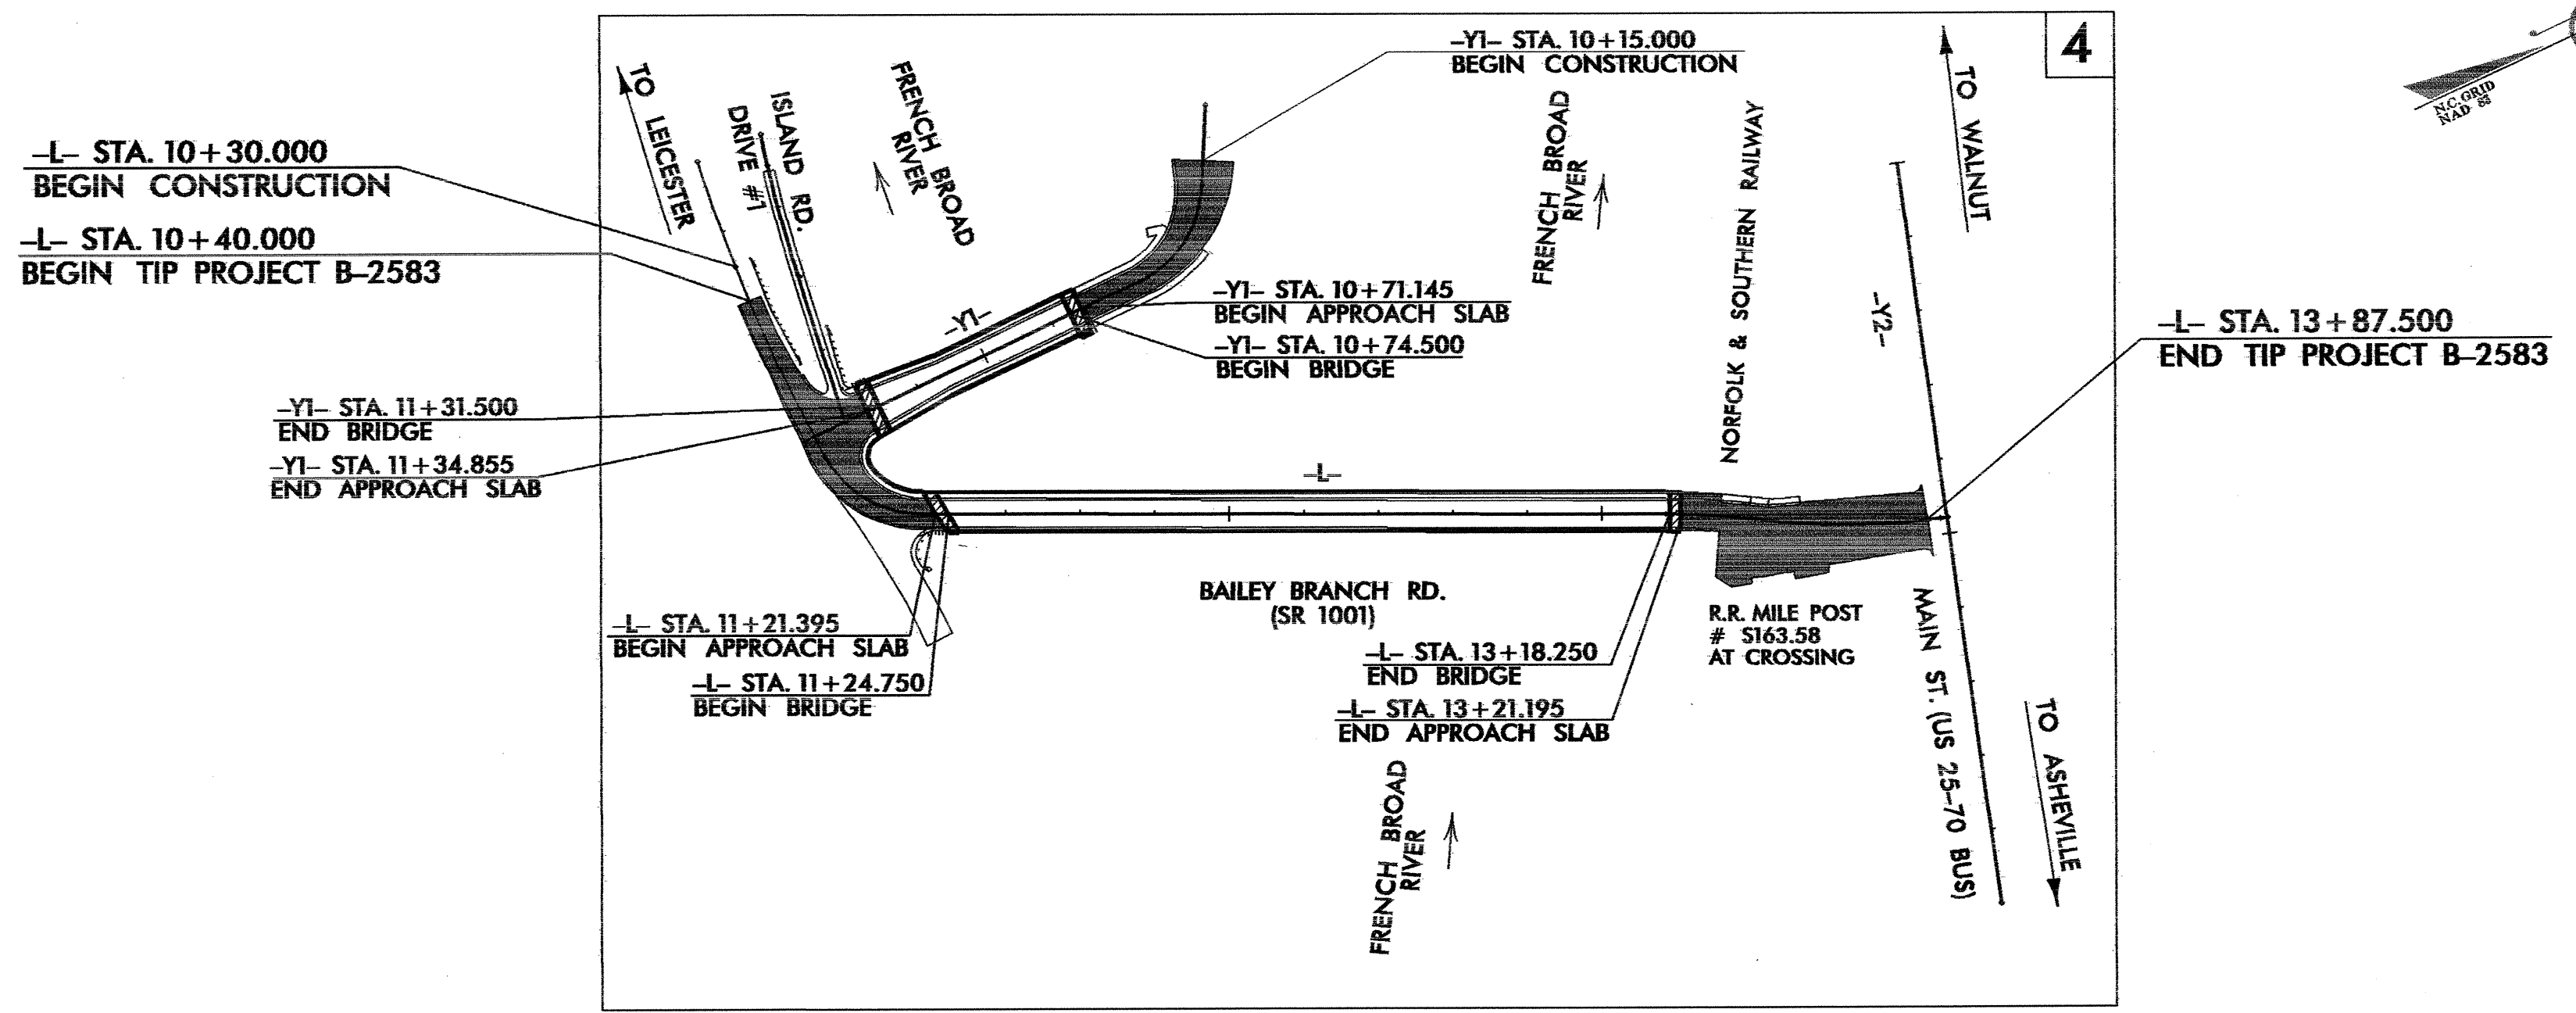 4
N.C. GRID
NAD 83
-L- STA. 10+30.000
BEGIN CONSTRUCTION
-L- STA. 10+40.000
BEGIN TIP PROJECT B-2583
TO LEICESTER
DRIVE #1
ISLAND RD.
FRENCH BROAD
RIVER
-Y1- STA. 10+15.000
BEGIN CONSTRUCTION
FRENCH BROAD
RIVER
NORFOLK & SOUTHERN RAILWAY
TO WALNUT
-Y2-
-Y1-
-Y1- STA. 10+71.145
BEGIN APPROACH SLAB
-Y1- STA. 10+74.500
BEGIN BRIDGE
-L- STA. 13+87.500
END TIP PROJECT B-2583
-Y1- STA. 11+31.500
END BRIDGE
-Y1- STA. 11+34.855
END APPROACH SLAB
-L-
BAILEY BRANCH RD.
(SR 1001)
-L- STA. 11+21.395
BEGIN APPROACH SLAB
-L- STA. 11+24.750
BEGIN BRIDGE
-L- STA. 13+18.250
END BRIDGE
-L- STA. 13+21.195
END APPROACH SLAB
R.R. MILE POST
# S163.58
AT CROSSING
MAIN ST. (US 25-70 BUS)
TO ASHEVILLE
FRENCH BROAD
RIVER